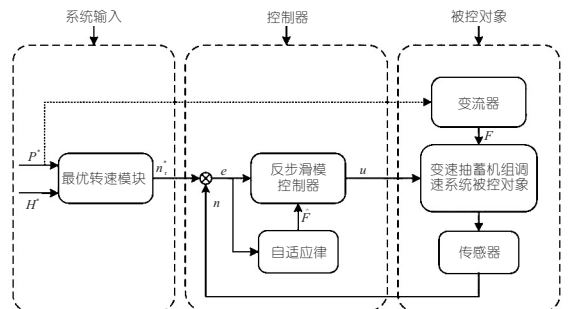 系统输入
控制器
被控对象
变流器
P*
F
最优转速模块
n*
e
反步滑模
控制器
u
变速抽蓄机组调
速系统被控对象
H*
n
F
自适应律
传感器